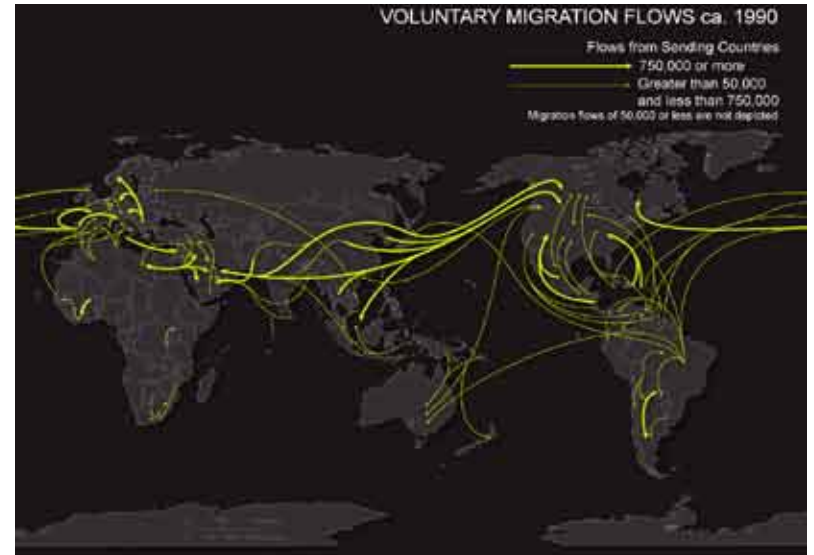 VOLUNTARY MIGRATION FLOWS ca. 1990
Flows from Sending Countries
750,000 or more
Greater than 50,000
and less than 750,000
Migration flows of 50,000 or less are not depicted